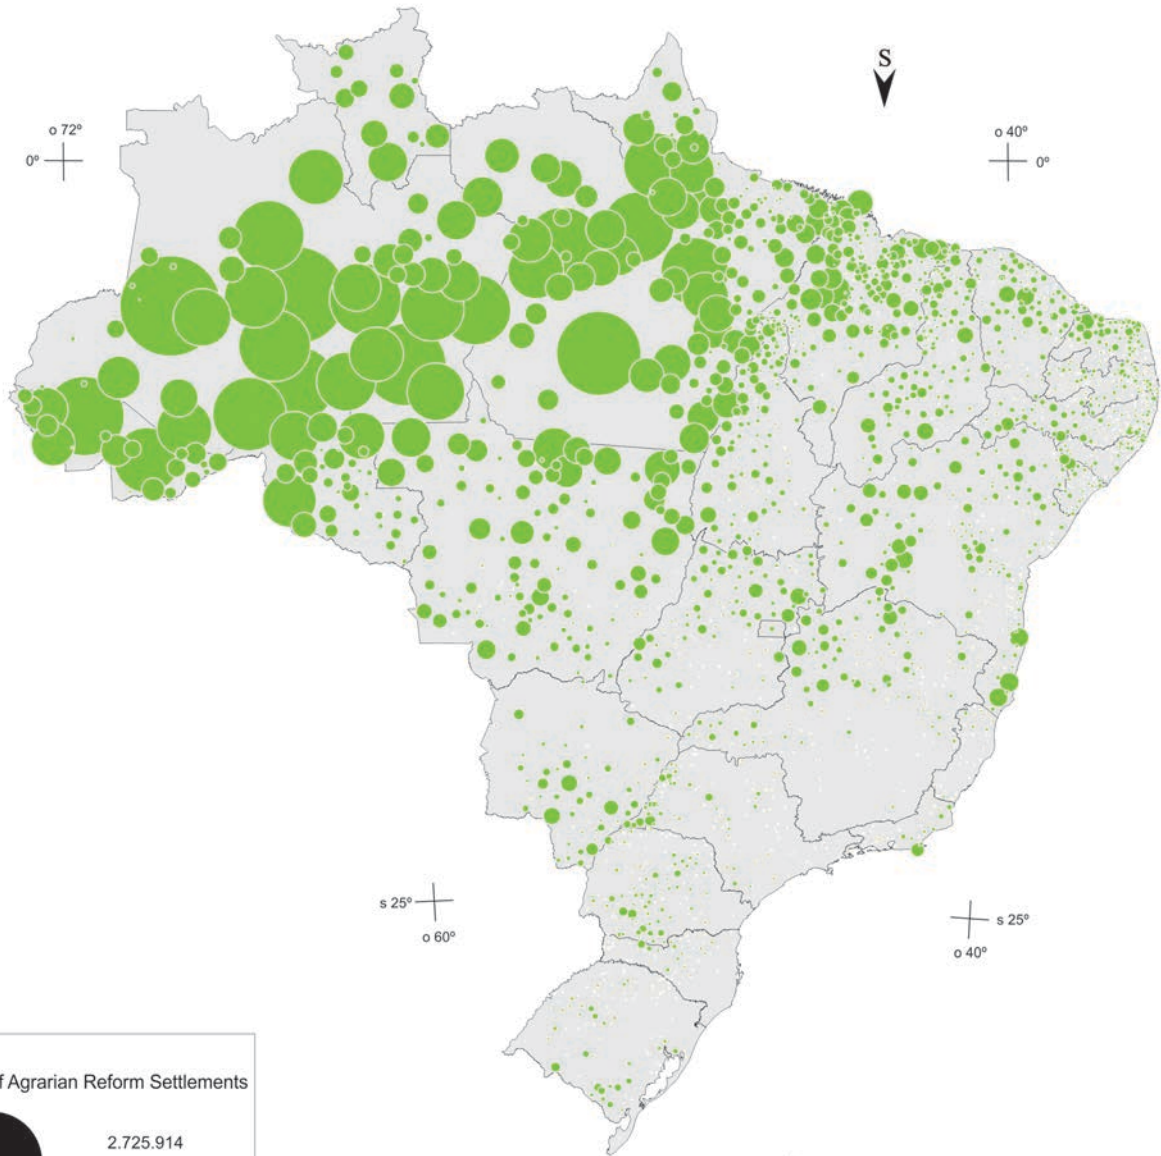 S
o 72º
0º
o 40º
0º
s 25º
o 60º
s 25º
o 40º
f Agrarian Reform Settlements
2.725.914